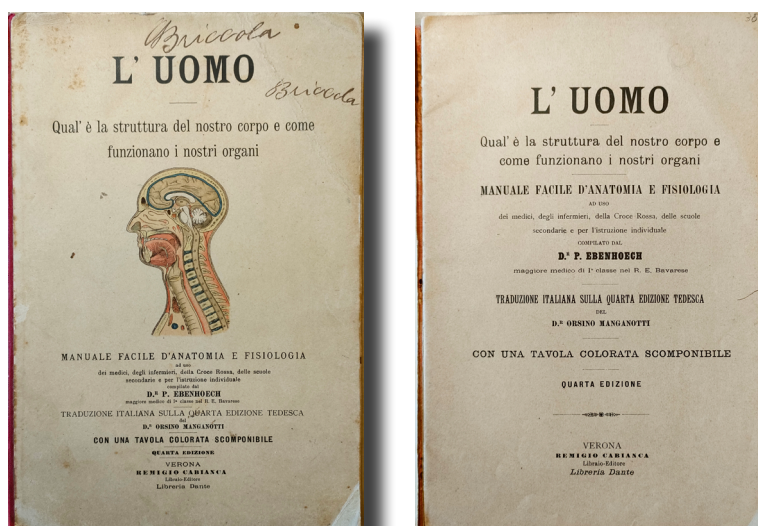 Briccola
L' UOMO
Briccola
Qual' è la struttura del nostro corpo e come
funzionano i nostri organi
MANUALE FACILE D'ANATOMIA E FISIOLOGIA
ad uso
dei medici, degli infermieri, della Croce Rossa, delle scuole
secondarie e per l'istruzione individuale
compilato dal
D.R P. EBENHOECH
maggiore medico di 1ª classe nel R. E. Bavarese
TRADUZIONE ITALIANA SULLA QUARTA EDIZIONE TEDESCA
del
D.R ORSINO MANGANOTTI
CON UNA TAVOLA COLORATA SCOMPONIBILE
QUARTA EDIZIONE
VERONA
REMIGIO CABIANCA
Libraio-Editore
Libreria Dante
L' UOMO
Qual' è la struttura del nostro corpo e
come funzionano i nostri organi
MANUALE FACILE D'ANATOMIA E FISIOLOGIA
AD USO
dei medici, degli infermieri, della Croce Rossa, delle scuole
secondarie e per l'istruzione individuale
COMPILATO DAL
D.R P. EBENHOECH
maggiore medico di 1ª classe nel R. E. Bavarese
TRADUZIONE ITALIANA SULLA QUARTA EDIZIONE TEDESCA
DEL
D.R ORSINO MANGANOTTI
CON UNA TAVOLA COLORATA SCOMPONIBILE
QUARTA EDIZIONE
VERONA
REMIGIO CABIANCA
Libraio-Editore
Libreria Dante